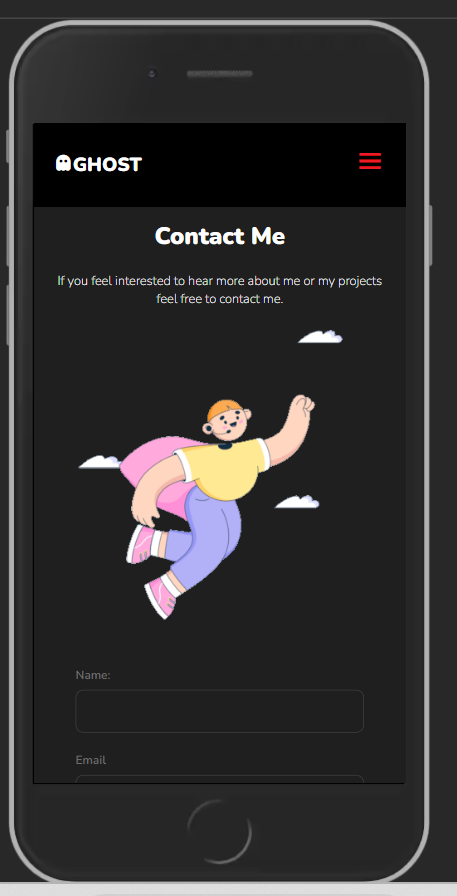 GHOST
Contact Me
If you feel interested to hear more about me or my projects
feel free to contact me.
Name:
Email